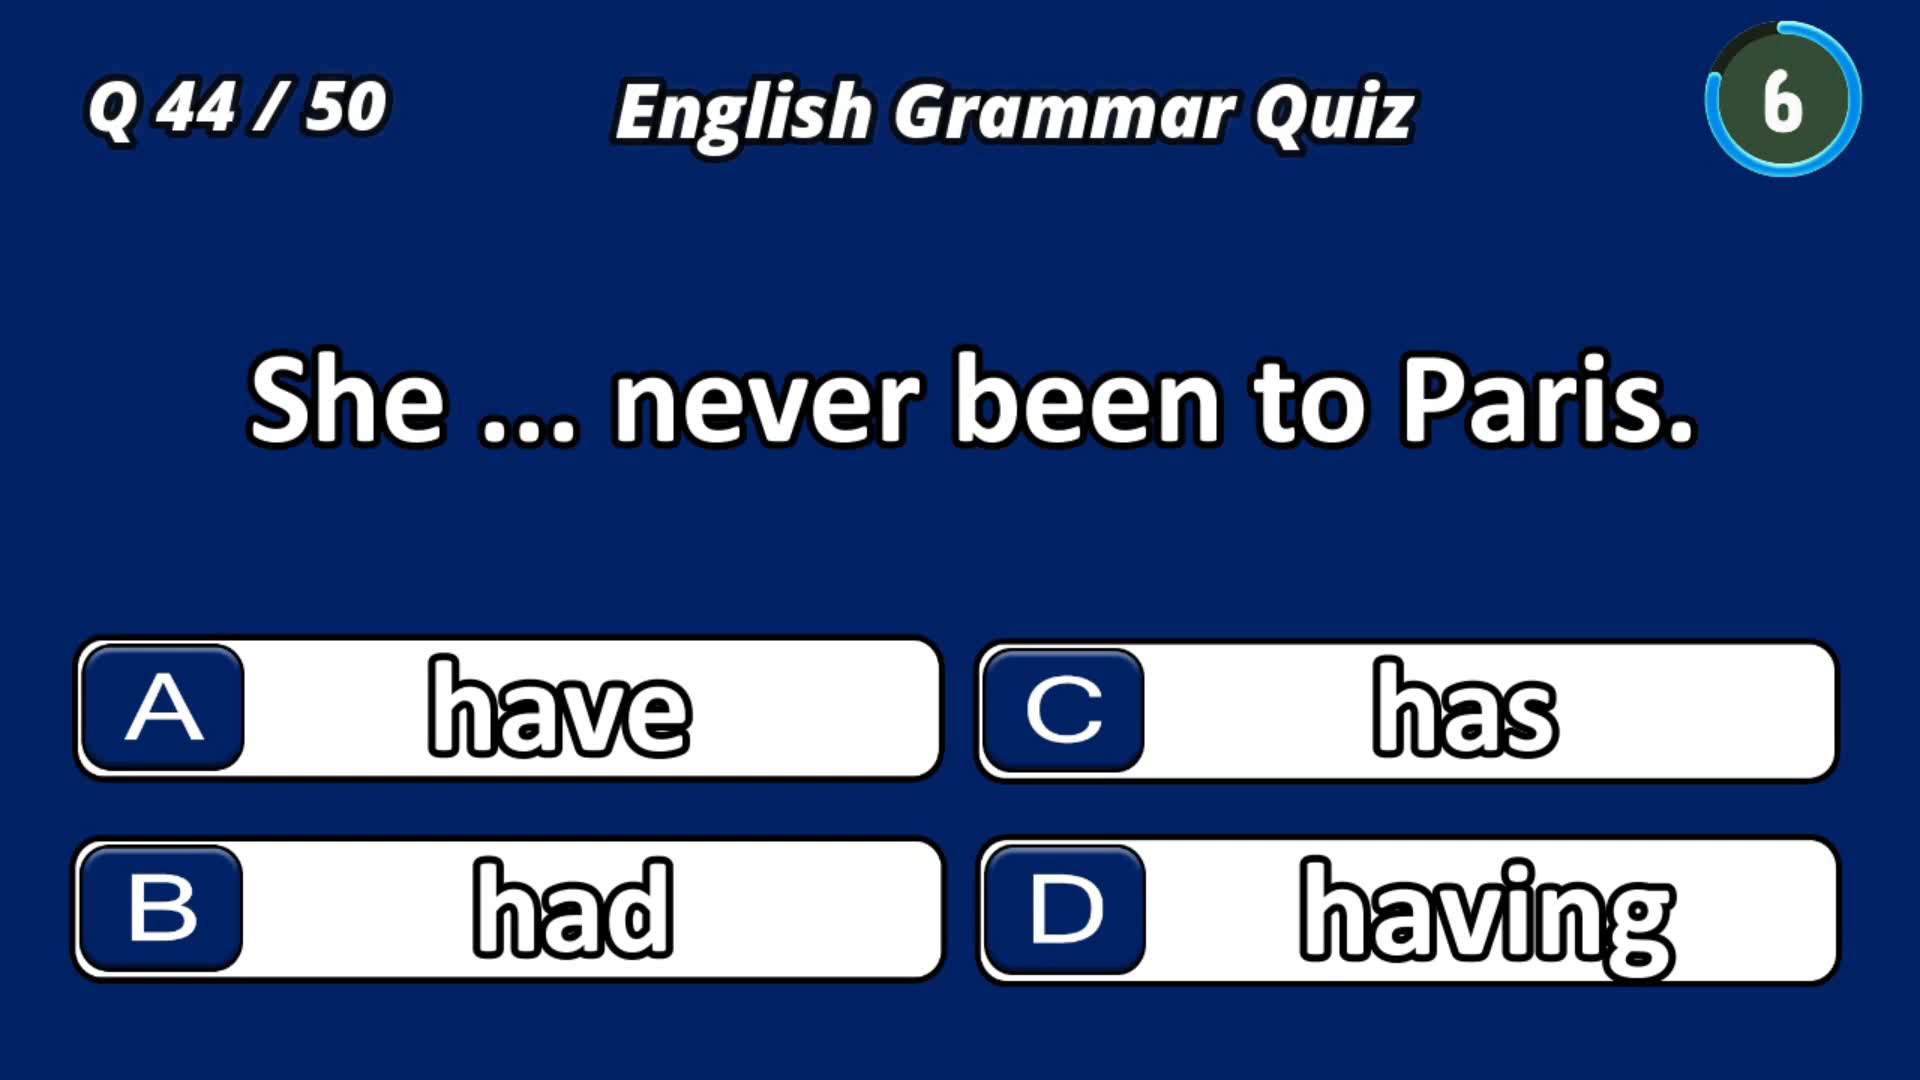 Q 44 / 50
English Grammar Quiz
6
She ... never been to Paris.
A have
C has
B had
D having